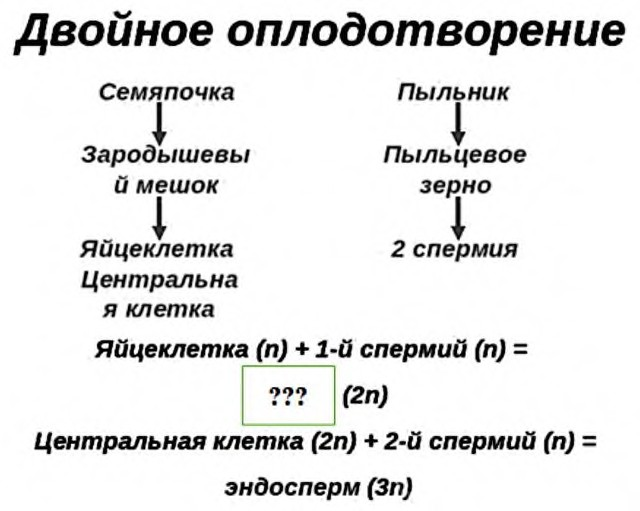 Двойное оплодотворение
Семяпочка
Пыльник
Зародышевы
й мешок
Пыльцевое
зерно
Яйцеклетка
Центральна
я клетка
2 спермия
Яйцеклетка (n) + 1-й спермий (n) =
??? (2n)
Центральная клетка (2n) + 2-й спермий (n) =
эндосперм (3n)